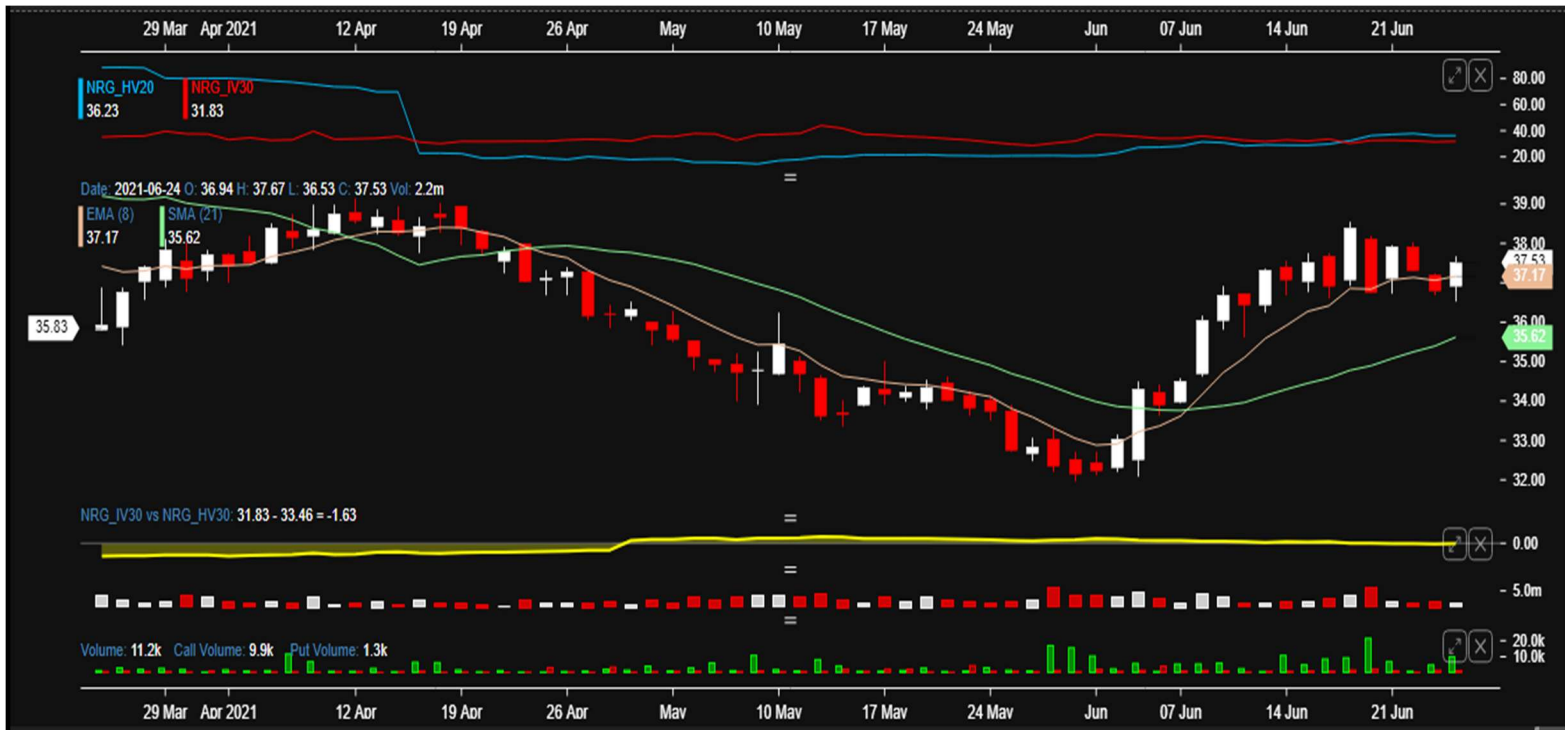 29 Mar Apr 2021 12 Apr 19 Apr 26 Apr May 10 May 17 May 24 May Jun 07 Jun 14 Jun 21 Jun
NRG_HV20 NRG_IV30
36.23 31.83
80.00
60.00
40.00
20.00
Date: 2021-06-24 O: 36.94 H: 37.67 L: 36.53 C: 37.53 Vol: 2.2m
EMA (8) SMA (21)
37.17 35.62
39.00
38.00
37.53
37.17
35.83
36.00
35.62
35.00
34.00
33.00
32.00
NRG_IV30 vs NRG_HV30: 31.83 - 33.46 = -1.63
0.00
5.0m
Volume: 11.2k Call Volume: 9.9k Put Volume: 1.3k
20.0k
10.0k
29 Mar Apr 2021 12 Apr 19 Apr 26 Apr May 10 May 17 May 24 May Jun 07 Jun 14 Jun 21 Jun